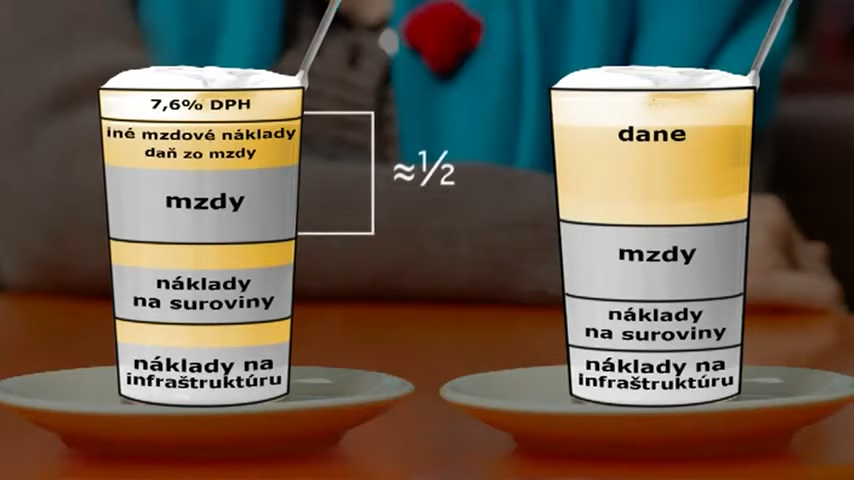 7,6% DPH
iné mzdové náklady
daň zo mzdy
mzdy
náklady
na suroviny
náklady na
infraštruktúru
≈½
dane
mzdy
náklady
na suroviny
náklady na
infraštruktúru